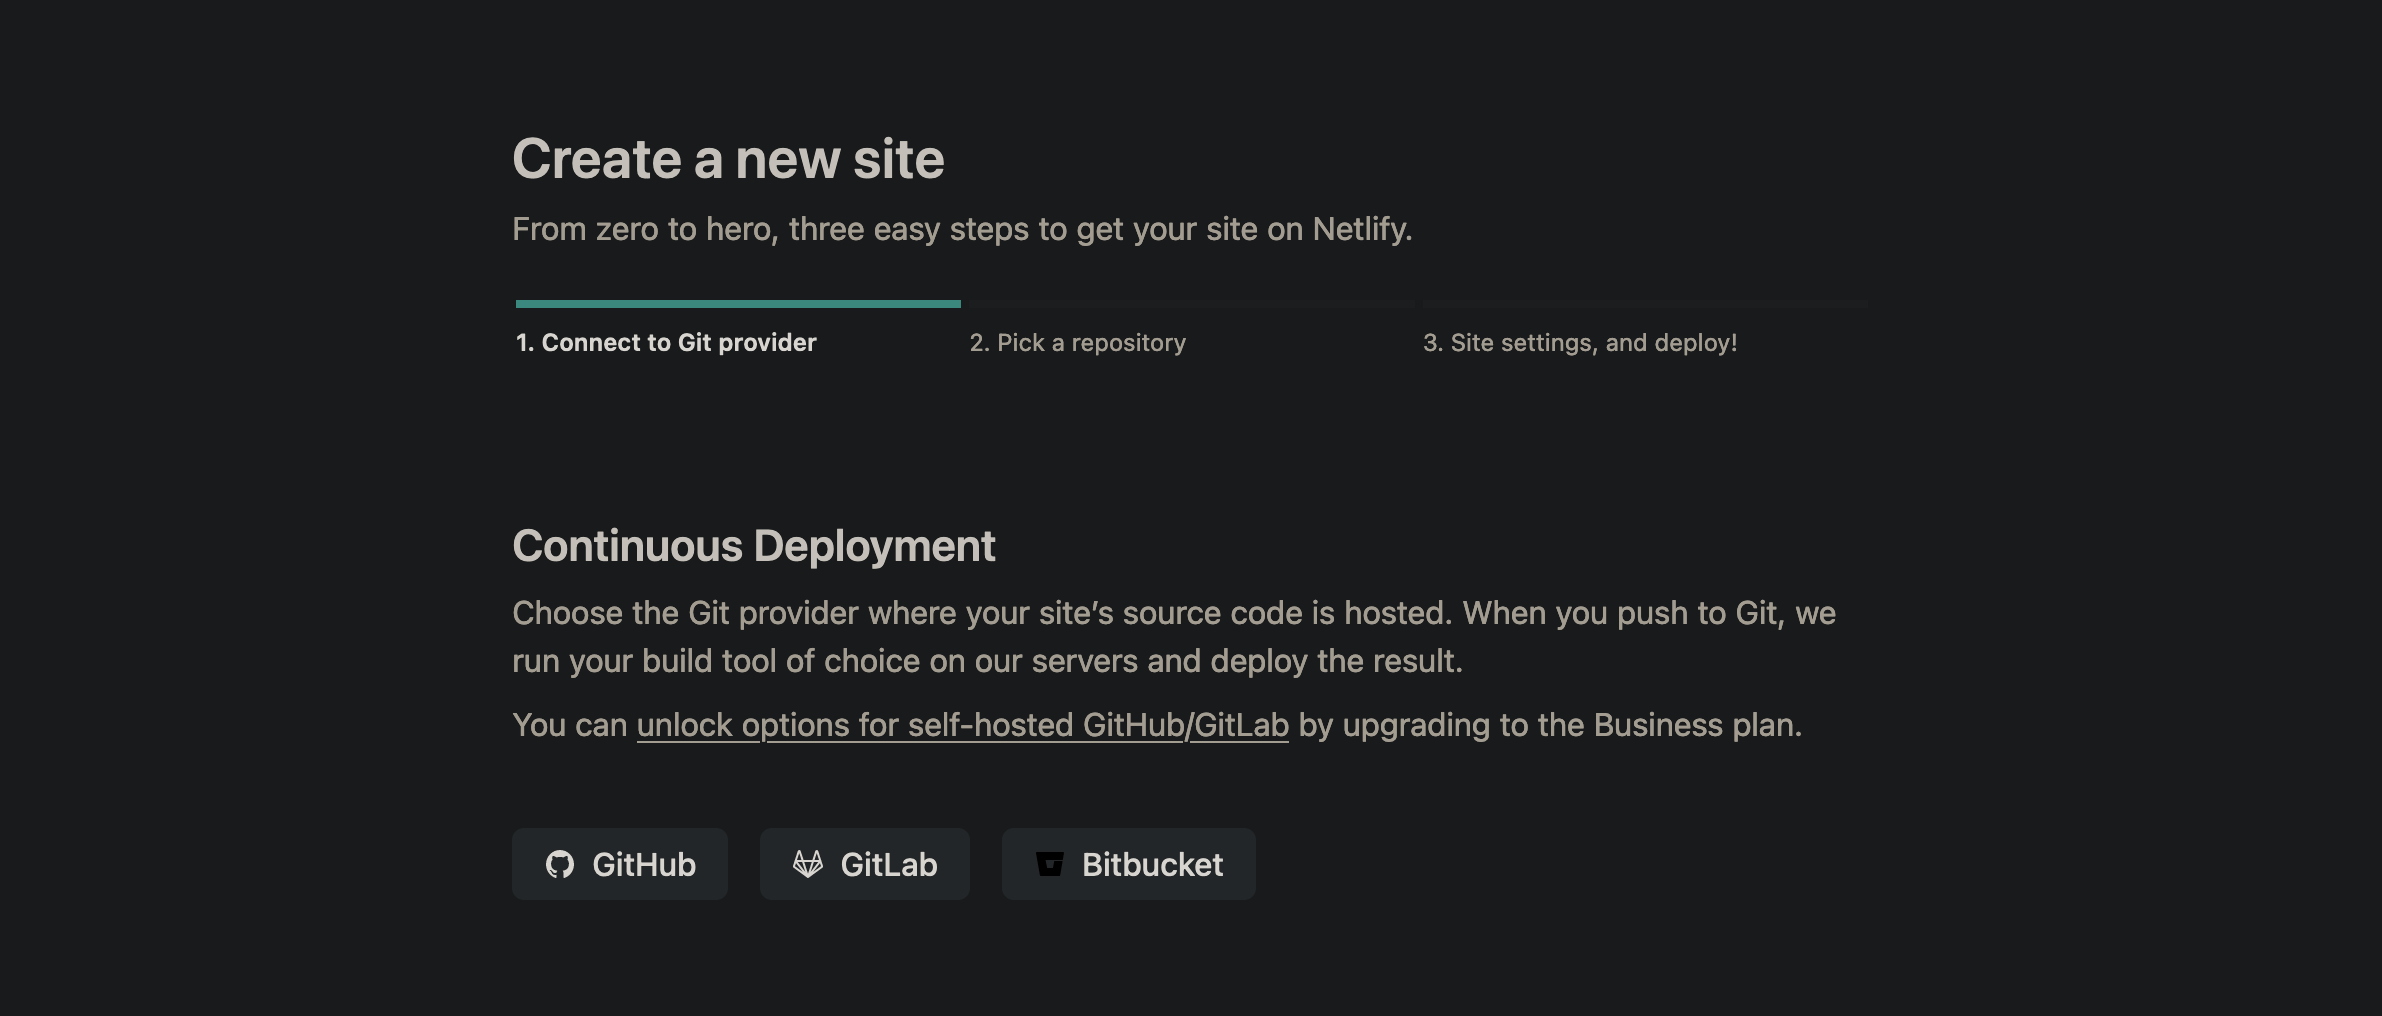 Create a new site
From zero to hero, three easy steps to get your site on Netlify.
1. Connect to Git provider
2. Pick a repository
3. Site settings, and deploy!
Continuous Deployment
Choose the Git provider where your site’s source code is hosted. When you push to Git, we
run your build tool of choice on our servers and deploy the result.
You can unlock options for self-hosted GitHub/GitLab by upgrading to the Business plan.
GitHub
GitLab
Bitbucket